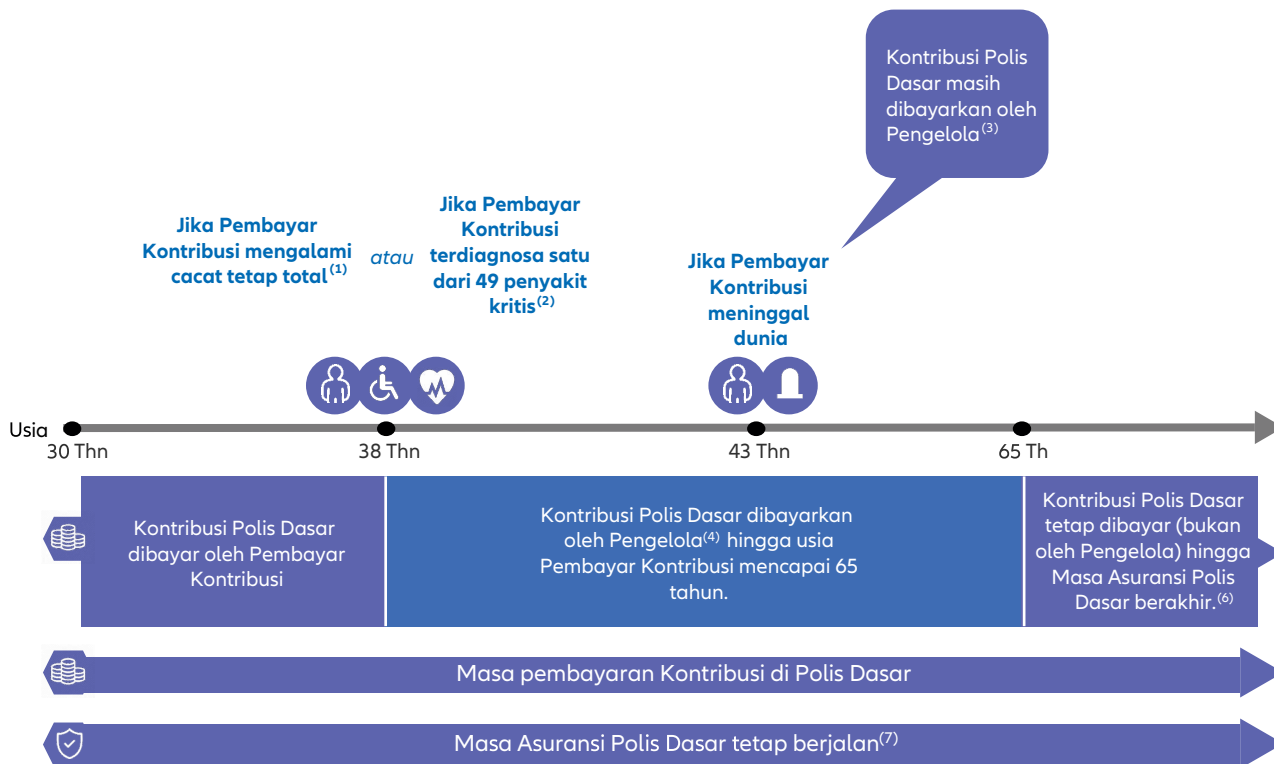 Kontribusi Polis
Dasar masih
dibayarkan oleh
Pengelola(3)
Jika Pembayar
Kontribusi mengalami
cacat tetap total(1)
atau
Jika Pembayar
Kontribusi
terdiagnosa satu
dari 49 penyakit
kritis(2)
Jika Pembayar
Kontribusi
meninggal
dunia
Usia
30 Thn
38 Thn
43 Thn
65 Th
Kontribusi Polis Dasar
dibayar oleh Pembayar
Kontribusi
Kontribusi Polis Dasar dibayarkan
oleh Pengelola(4) hingga usia
Pembayar Kontribusi mencapai 65
tahun.
Kontribusi Polis Dasar
tetap dibayar (bukan
oleh Pengelola) hingga
Masa Asuransi Polis
Dasar berakhir.(6)
Masa pembayaran Kontribusi di Polis Dasar
Masa Asuransi Polis Dasar tetap berjalan(7)